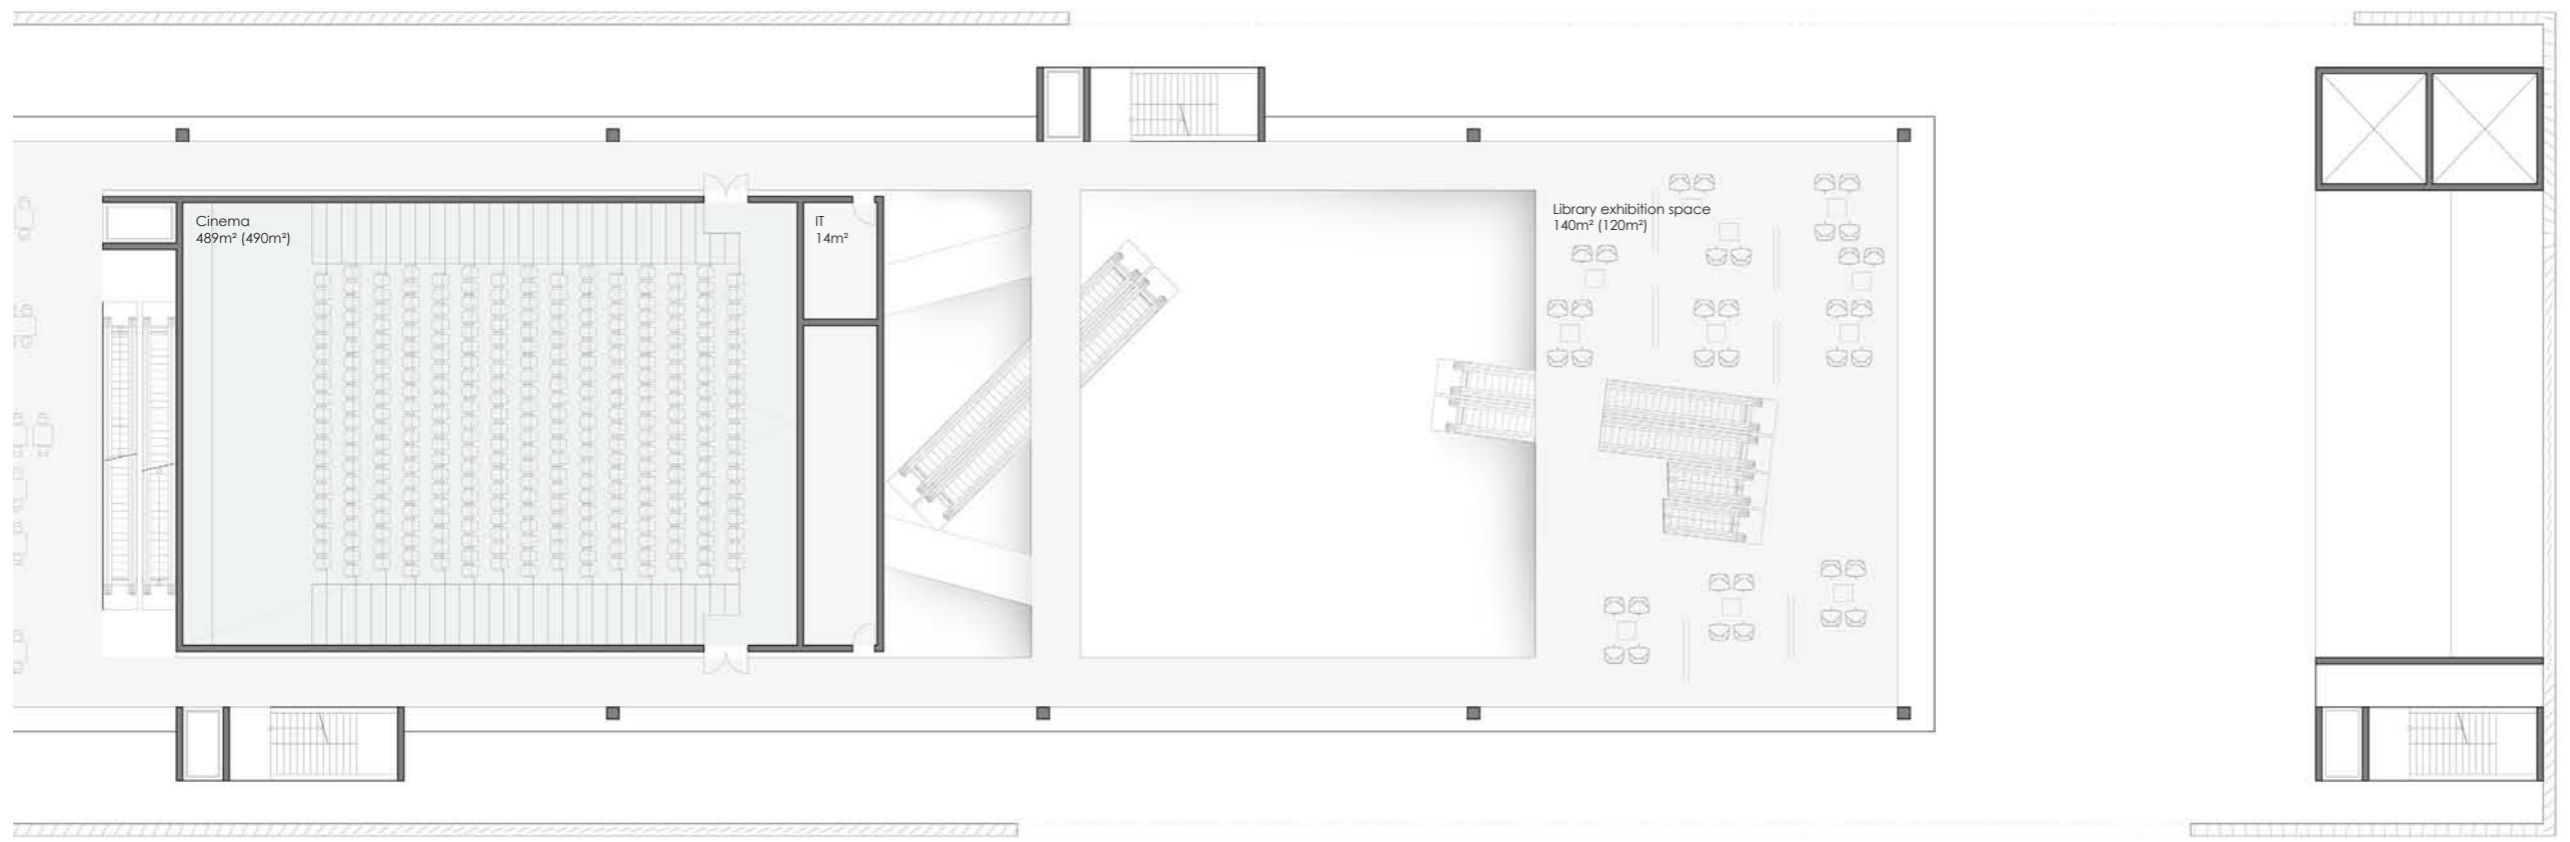 Cinema
489m² (490m²)
IT
14m²
Library exhibition space
140m² (120m²)